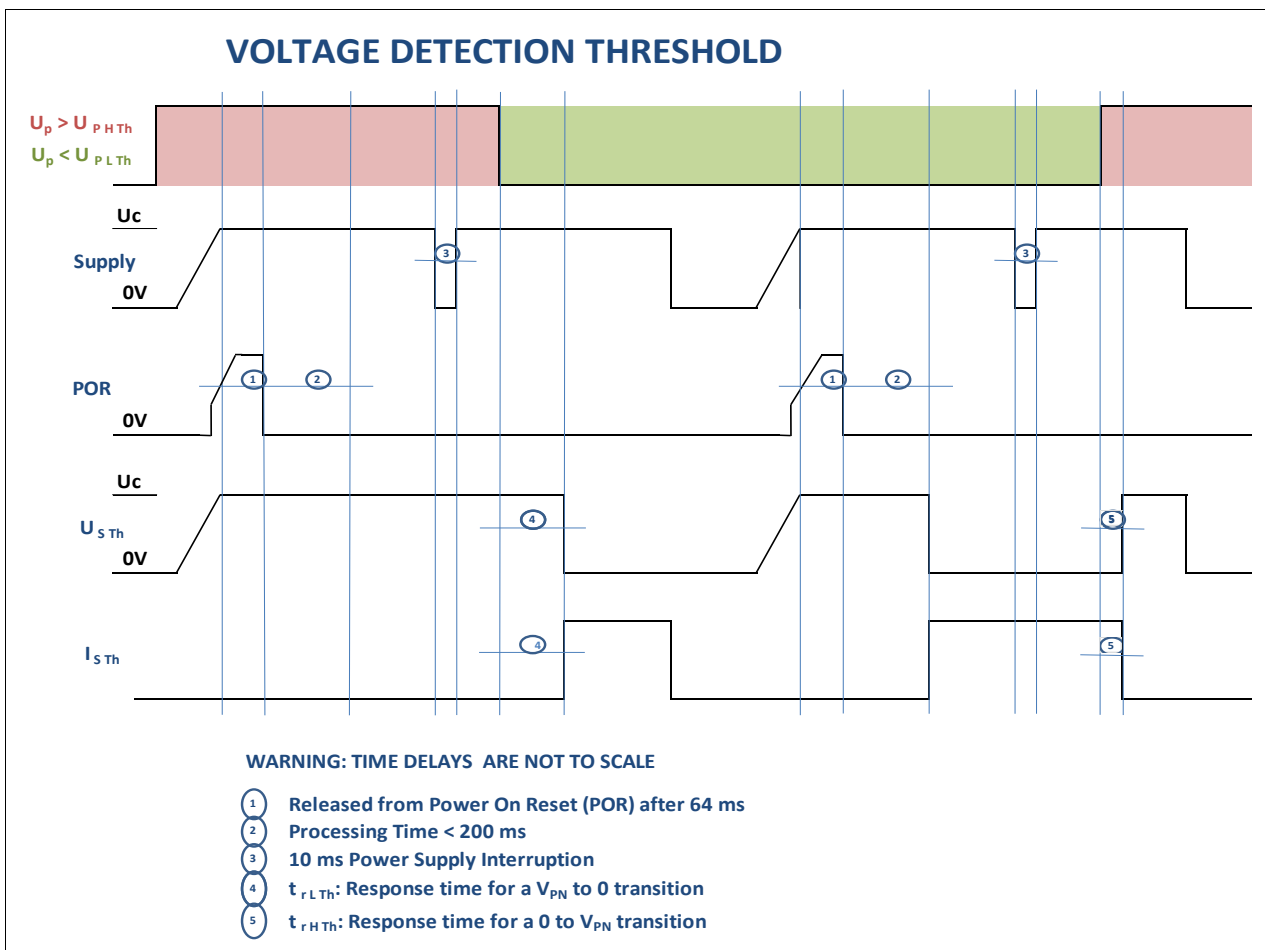 VOLTAGE DETECTION THRESHOLD
Up > U P H Th
Up < U P L Th
Uc
Supply
3
3
0V
POR
1
2
1
2
0V
Uc
U S Th
4
5
0V
I S Th
4
5
WARNING: TIME DELAYS ARE NOT TO SCALE
1 Released from Power On Reset (POR) after 64 ms
2 Processing Time < 200 ms
3 10 ms Power Supply Interruption
4 t r L Th: Response time for a VPN to 0 transition
5 t r H Th: Response time for a 0 to VPN transition